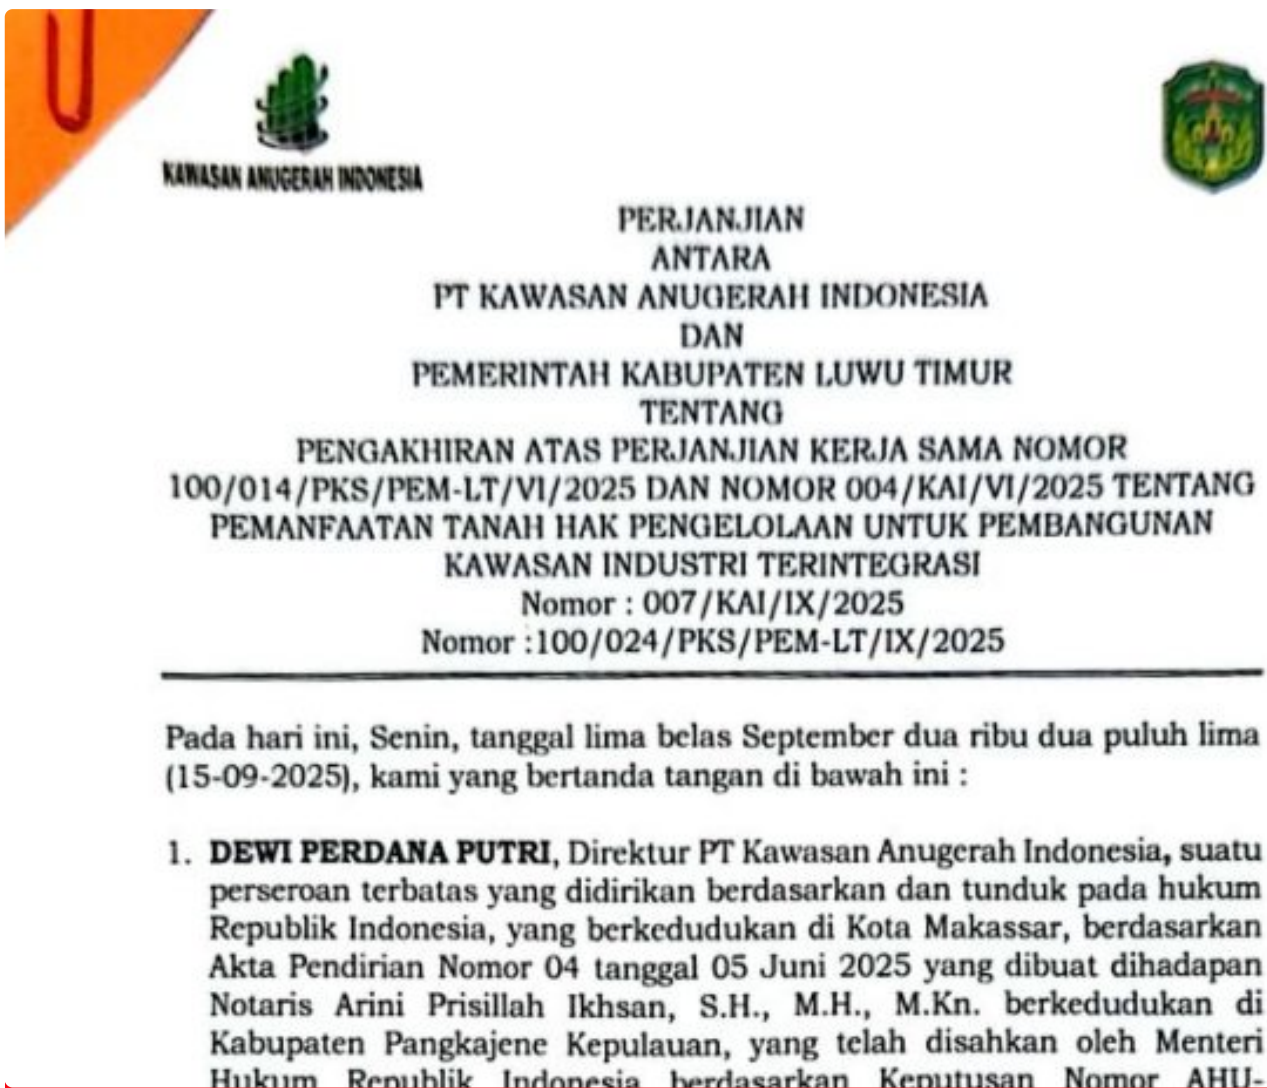 KAWASAN ANUGERAH INDONESIA
PERJANJIAN
ANTARA
PT KAWASAN ANUGERAH INDONESIA
DAN
PEMERINTAH KABUPATEN LUWU TIMUR
TENTANG
PENGAKHIRAN ATAS PERJANJIAN KERJA SAMA NOMOR
100/014/PKS/PEM-LT/VI/2025 DAN NOMOR 004/KAI/VI/2025 TENTANG
PEMANFAATAN TANAH HAK PENGELOLAAN UNTUK PEMBANGUNAN
KAWASAN INDUSTRI TERINTEGRASI
Nomor : 007/KAI/IX/2025
Nomor :100/024/PKS/PEM-LT/IX/2025
Pada hari ini, Senin, tanggal lima belas September dua ribu dua puluh lima
(15-09-2025), kami yang bertanda tangan di bawah ini :
1. DEWI PERDANA PUTRI, Direktur PT Kawasan Anugerah Indonesia, suatu
perseroan terbatas yang didirikan berdasarkan dan tunduk pada hukum
Republik Indonesia, yang berkedudukan di Kota Makassar, berdasarkan
Akta Pendirian Nomor 04 tanggal 05 Juni 2025 yang dibuat dihadapan
Notaris Arini Prisillah Ikhsan, S.H., M.H., M.Kn. berkedudukan di
Kabupaten Pangkajene Kepulauan, yang telah disahkan oleh Menteri
Hukum Republik Indonesia berdasarkan Keputusan Nomor AHU-